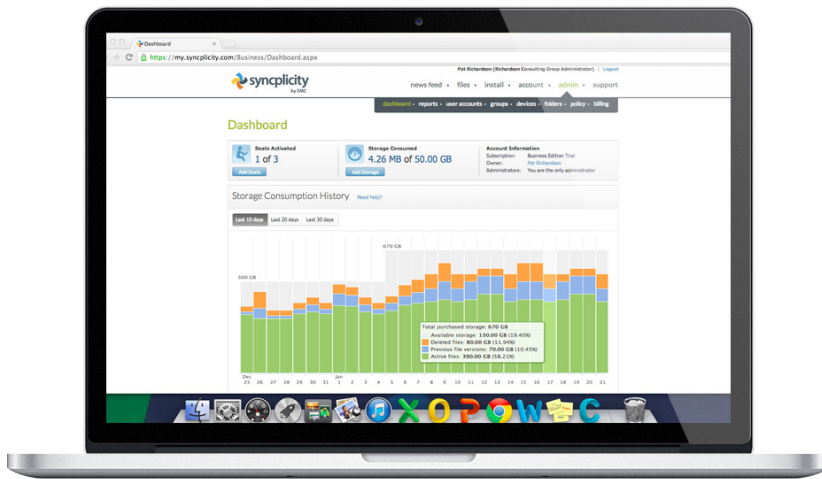 Dashboard
https://my.syncplicity.com/Business/Dashboard.aspx
Pat Richardson (Richardson Consulting Group Administrator) | Logout
syncplicity
by EMC
news feed • files • install • account • admin • support
dashboard • reports • user accounts • groups • devices • folders • policy • billing
Dashboard
Seats Activated
1 of 3
Add Seats
Storage Consumed
4.26 MB of 50.00 GB
Add Storage
Account Information
Subscription: Business Edition Trial
Owner: Pat Richardson
Administrators: You are the only administrator
Storage Consumption History Need help?
Last 10 days Last 20 days Last 30 days
670 GB
500 GB
Total purchased storage: 670 GB
Available storage: 130.00 GB (19.40%)
Deleted files: 80.00 GB (11.94%)
Previous file versions: 70.00 GB (10.45%)
Active files: 390.00 GB (58.21%)
Dec Jan
25 26 27 28 29 30 31 1 2 3 4 5 6 7 8 9 10 11 12 13 14 15 16 17 18 19 20 21